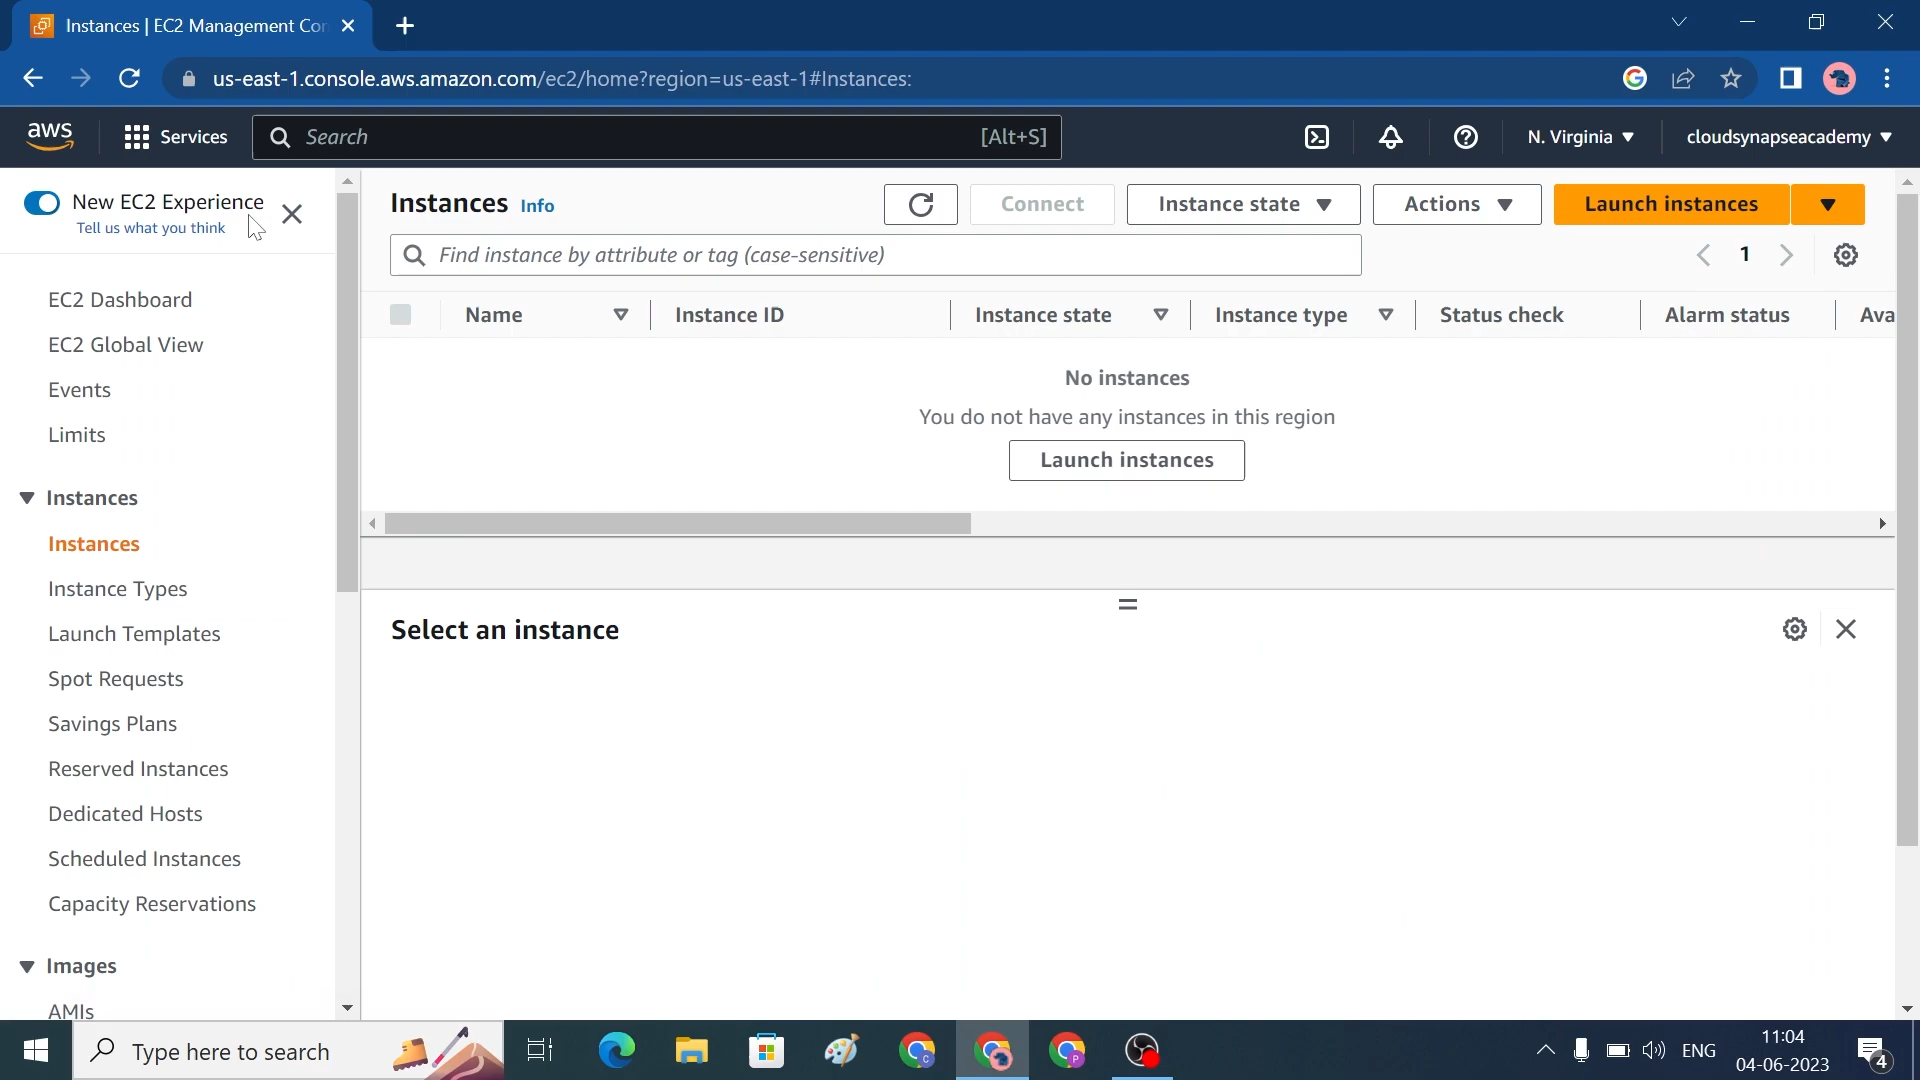 Instances | EC2 Management Con
us-east-1.console.aws.amazon.com/ec2/home?region=us-east-1#Instances:
aws
Services
Search
[Alt+S]
N. Virginia
cloudsynapseacademy
New EC2 Experience
Tell us what you think
EC2 Dashboard
EC2 Global View
Events
Limits
Instances
Instances
Instance Types
Launch Templates
Spot Requests
Savings Plans
Reserved Instances
Dedicated Hosts
Scheduled Instances
Capacity Reservations
Images
AMIs
Instances Info
Connect
Instance state
Actions
Launch instances
Find instance by attribute or tag (case-sensitive)
1
Name
Instance ID
Instance state
Instance type
Status check
Alarm status
Ava
No instances
You do not have any instances in this region
Launch instances
Select an instance
Type here to search
C
P
ENG
11:04
04-06-2023
4